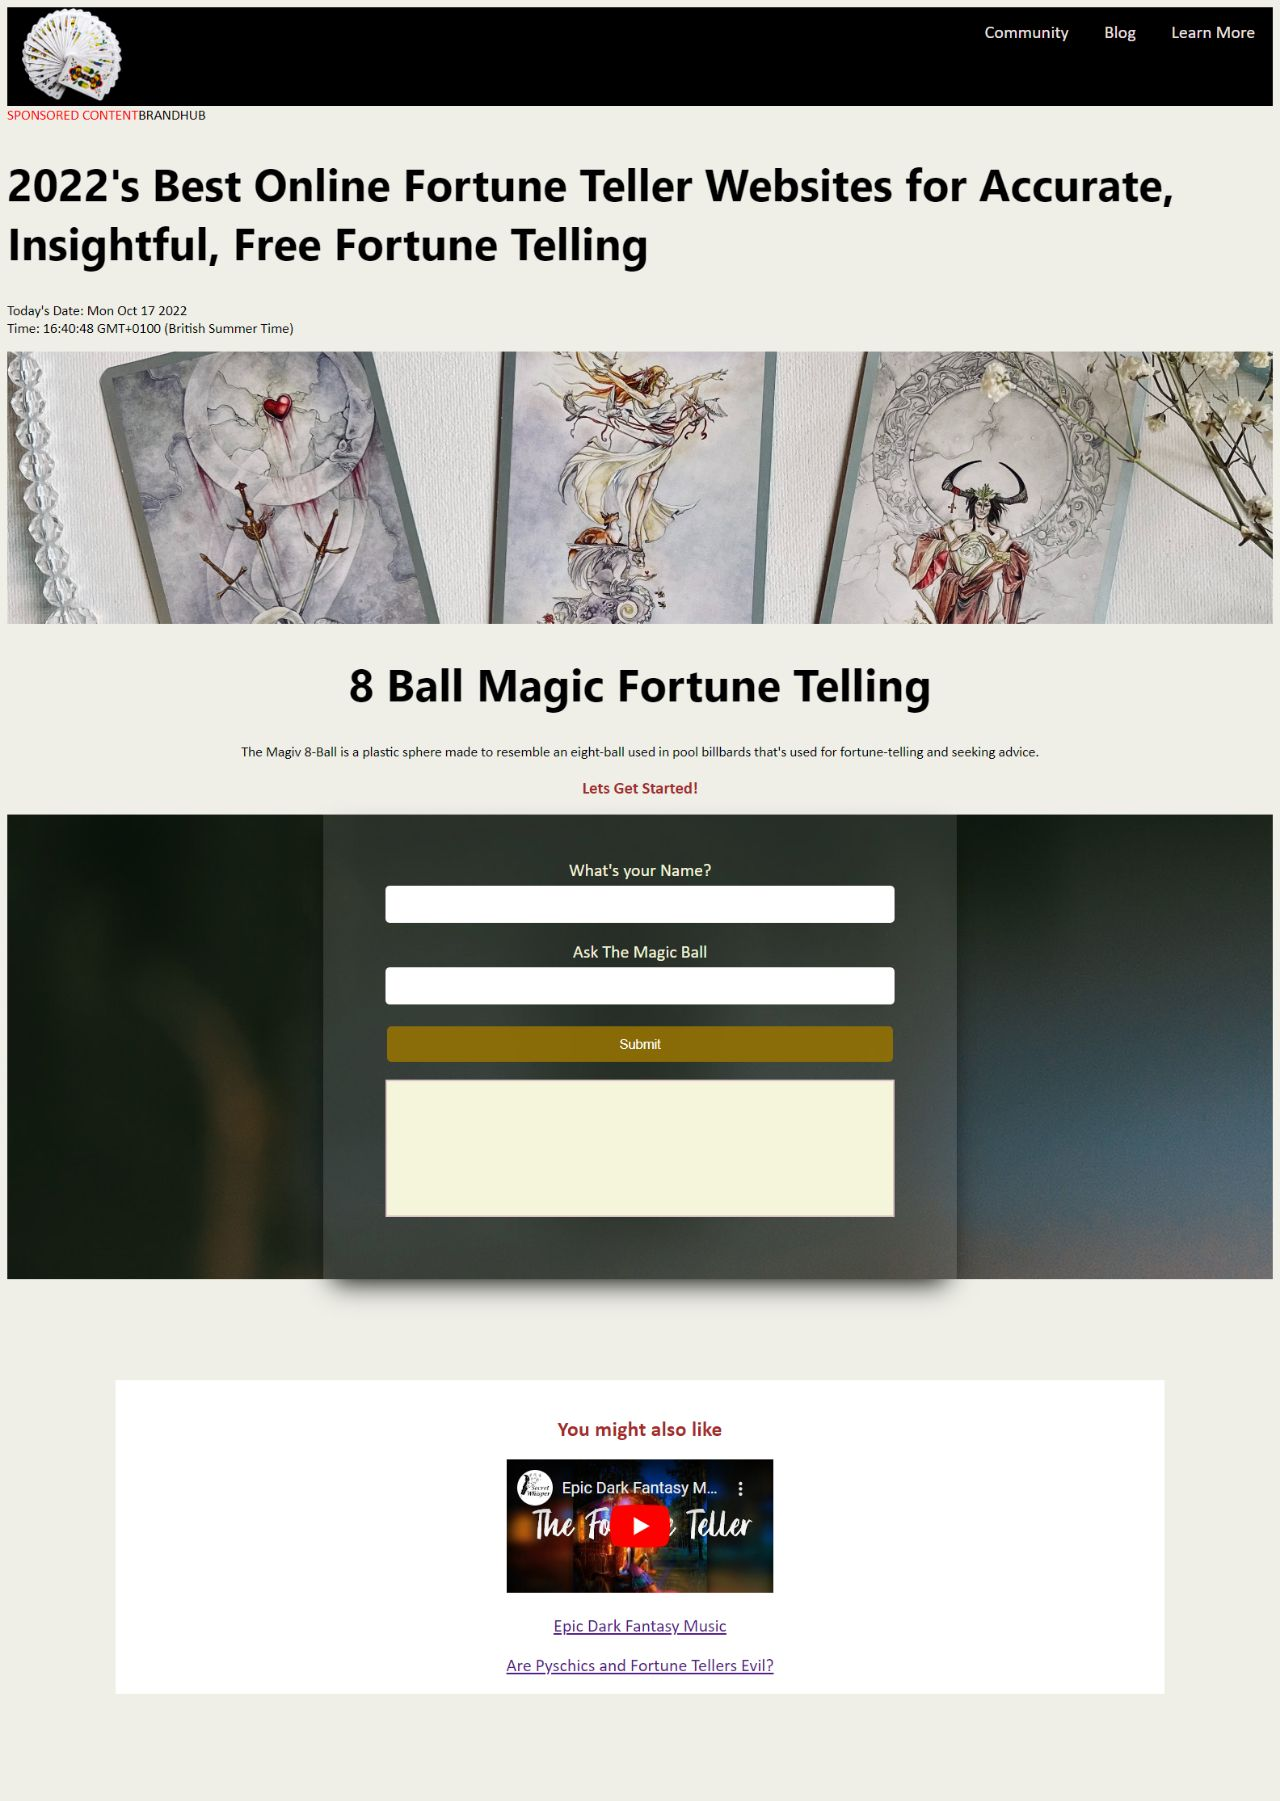 Community Blog Learn More
SPONSORED CONTENTBRANDHUB
2022's Best Online Fortune Teller Websites for Accurate,
Insightful, Free Fortune Telling
Today's Date: Mon Oct 17 2022
Time: 16:40:48 GMT+0100 (British Summer Time)
8 Ball Magic Fortune Telling
The Magiv 8-Ball is a plastic sphere made to resemble an eight-ball used in pool billbards that's used for fortune-telling and seeking advice.
Lets Get Started!
What's your Name?
Ask The Magic Ball
Submit
You might also like
Secret
Whisper
Epic Dark Fantasy M...
The Fo e Teller
Epic Dark Fantasy Music
Are Pyschics and Fortune Tellers Evil?